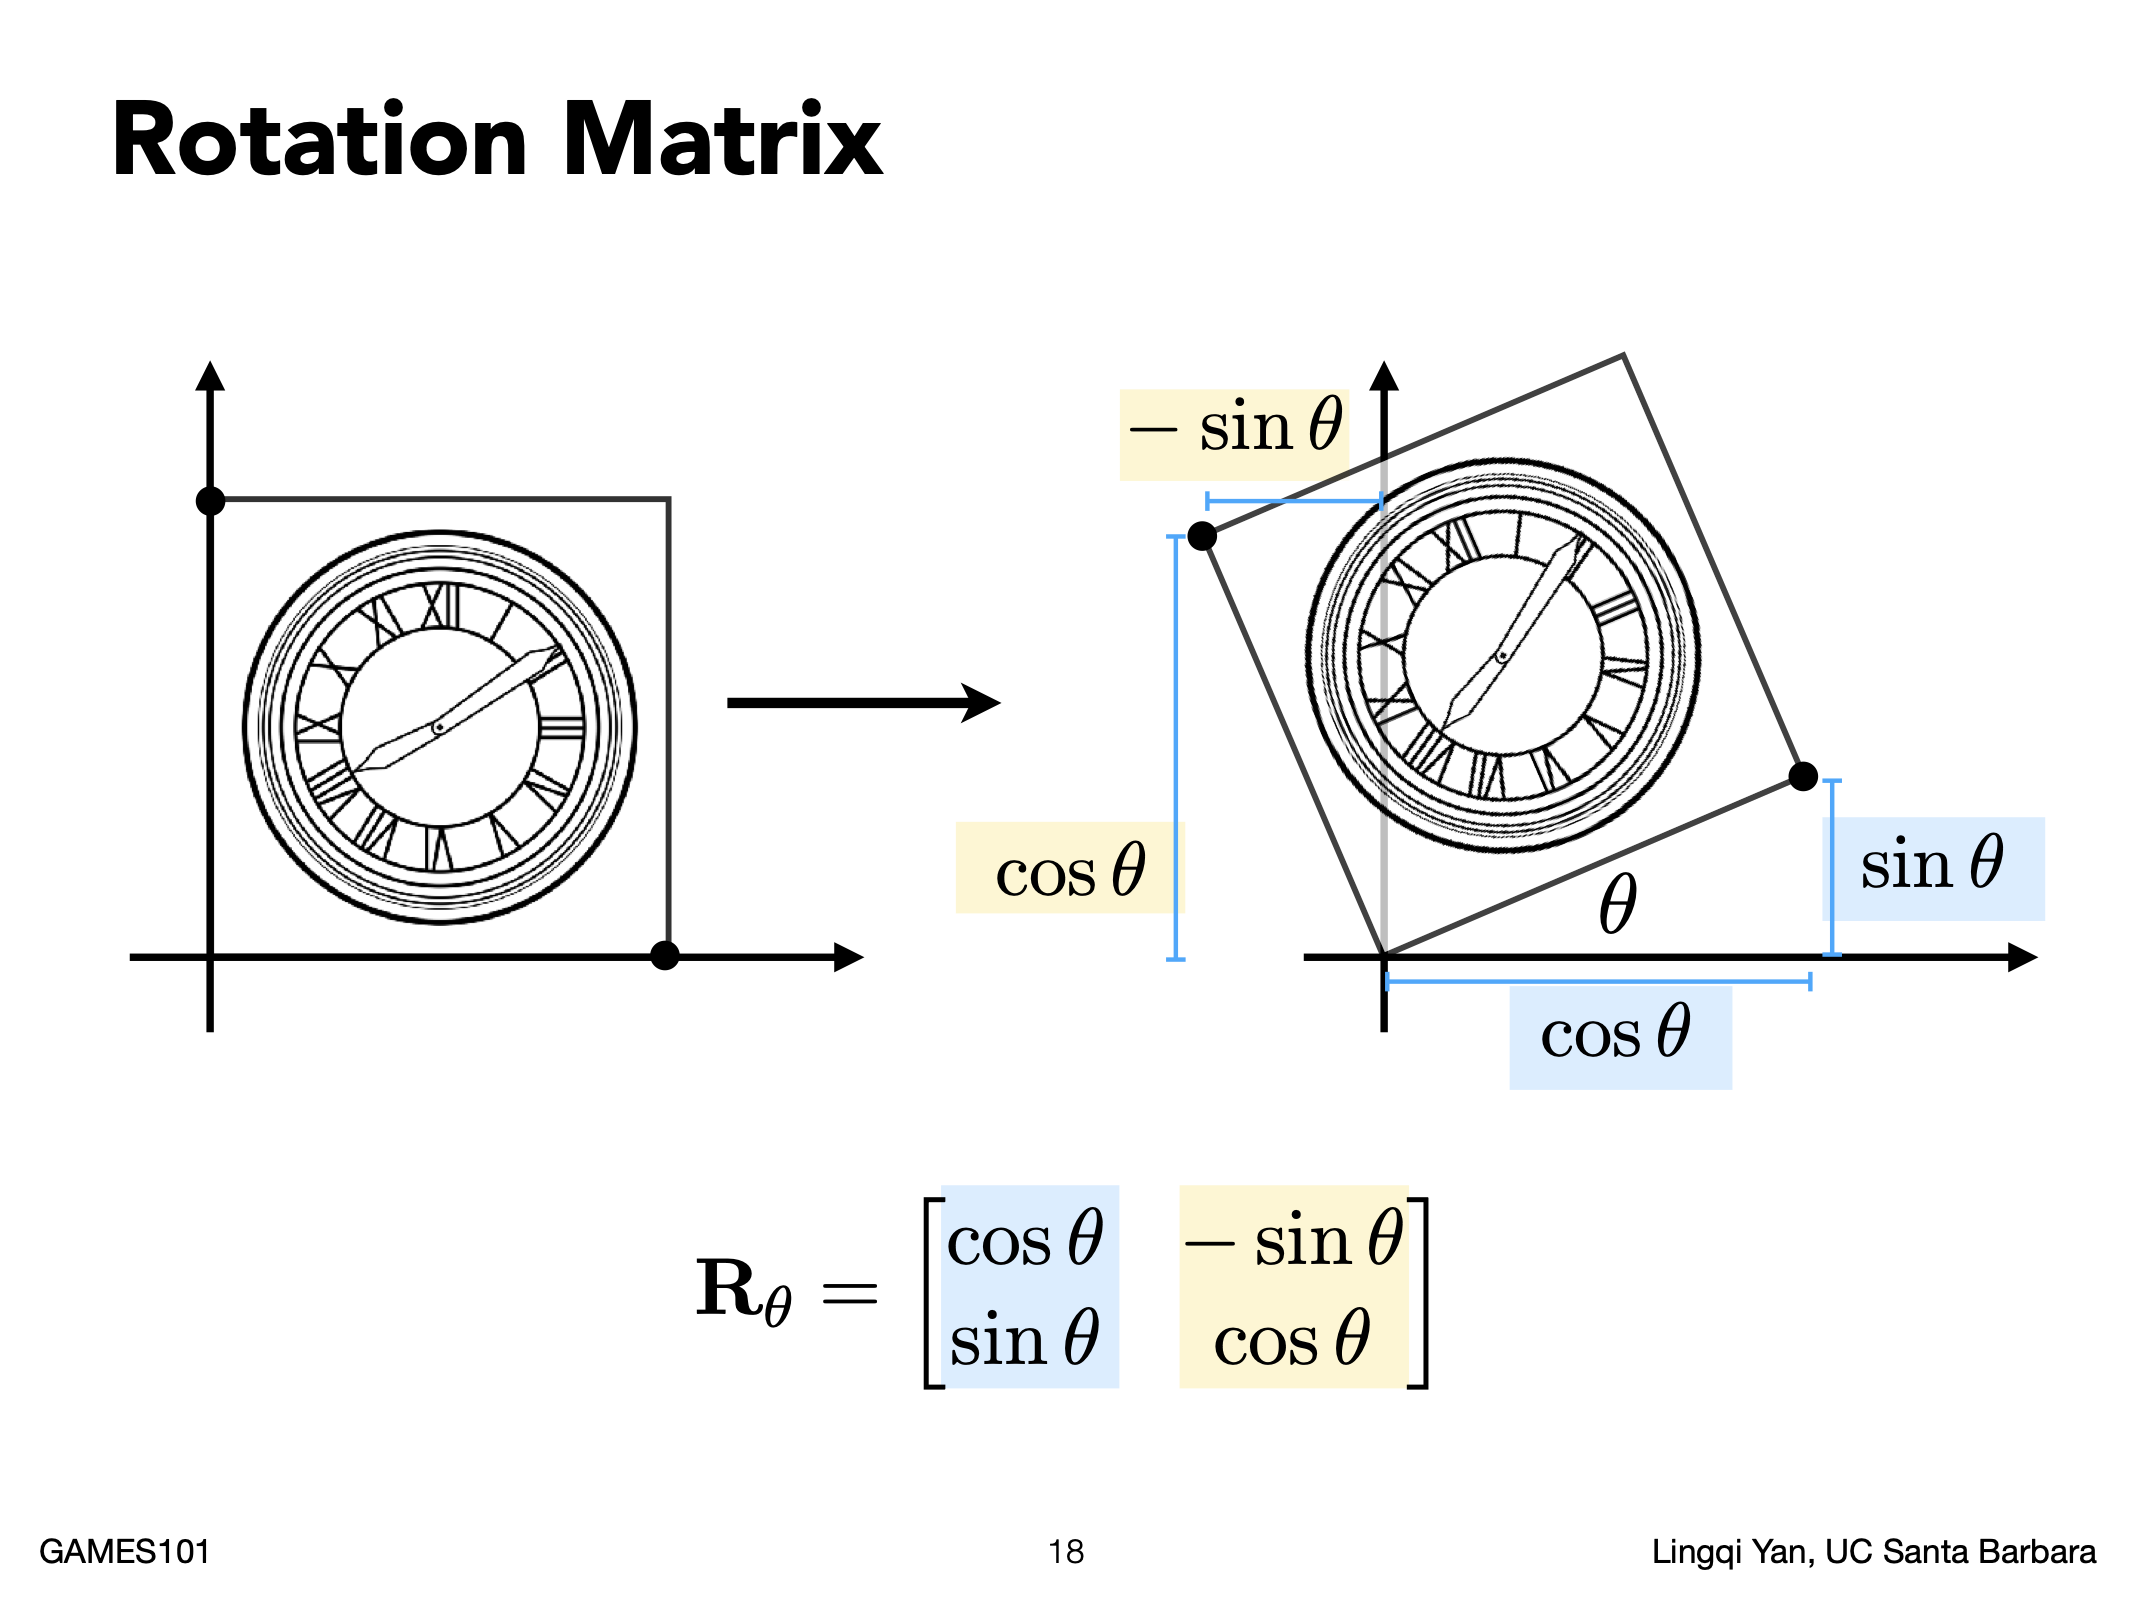 Rotation Matrix
− sin θ
cos θ
sin θ
θ
cos θ
R_θ = [cos θ − sin θ
sin θ cos θ]
GAMES101 18 Lingqi Yan, UC Santa Barbara